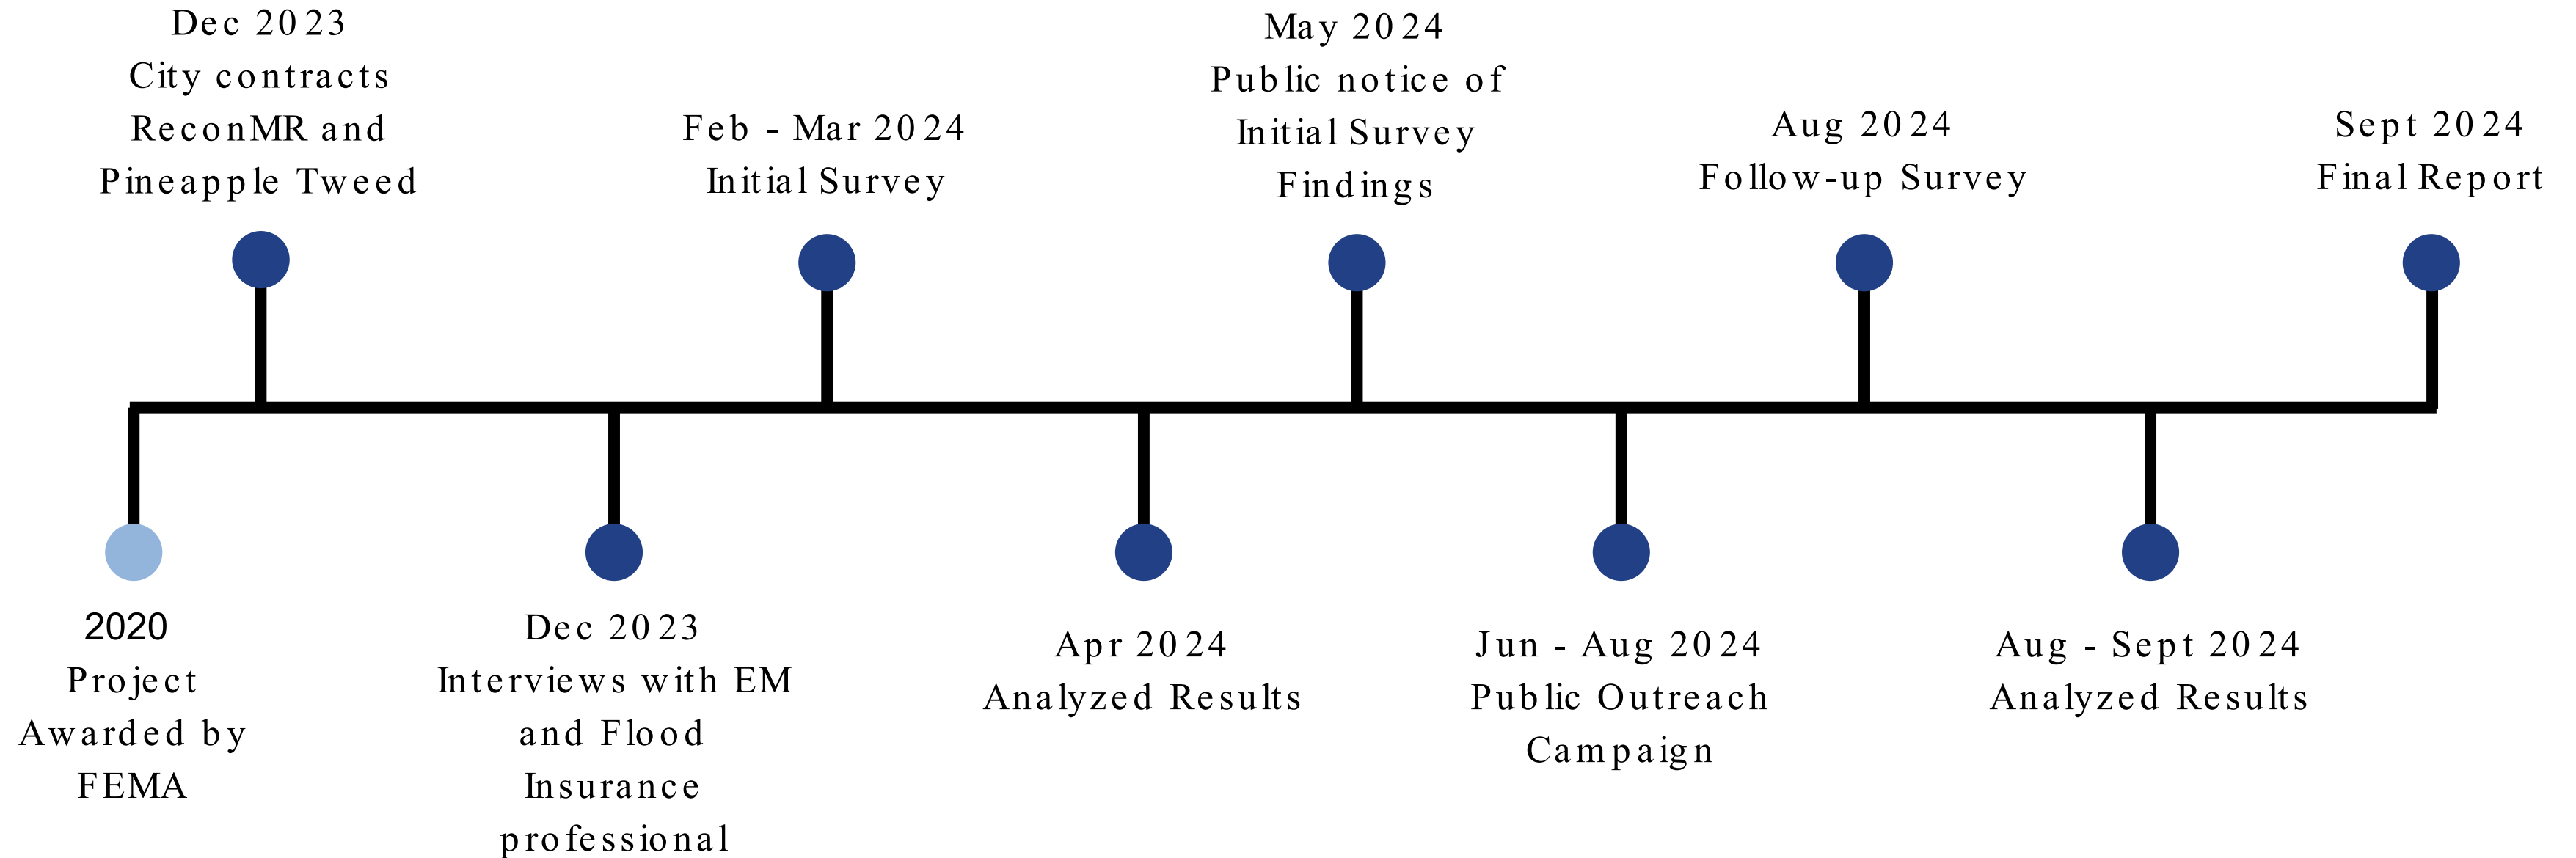 Dec 2023
City contracts
ReconMR and
Pineapple Tweed
Feb - Mar 2024
Initial Survey
May 2024
Public notice of
Initial Survey
Findings
Aug 2024
Follow-up Survey
Sept 2024
Final Report
2020
Project
Awarded by
FEMA
Dec 2023
Interviews with EM
and Flood
Insurance
professional
Apr 2024
Analyzed Results
Jun - Aug 2024
Public Outreach
Campaign
Aug - Sept 2024
Analyzed Results